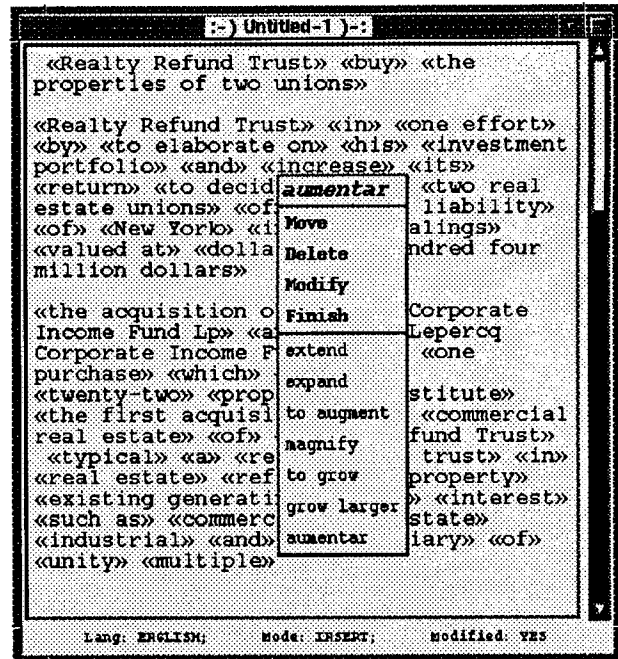 :-) Untitled-1 )-:
«Realty Refund Trust» «buy» «the
properties of two unions»
«Realty Refund Trust» «in» «one effort»
«by» «to elaborate on» «his» «investment
portfolio» «and» «increase» «its»
«return» «to decid «two real
estate unions» «of liability»
«of» «New York» «i alings»
«valued at» «dolla ndred four
million dollars»
«the acquisition o Corporate
Income Fund Lp» «a Lepercq
Corporate Income F «one
purchase» «which»
«twenty-two» «prop stitute»
«the first acquisi «commercial
real estate» «of» fund Trust»
«typical» «a» «re trust» «in»
«real estate» «ref property»
«existing generati » «interest»
«such as» «commerc state»
«industrial» «and» iary» «of»
«unity» «multiple»
aumentar
Move
Delete
Modify
Finish
extend
expand
to augment
magnify
to grow
grow larger
aumentar
Lang: ENGLISH; Mode: INSERT; Modified: YES